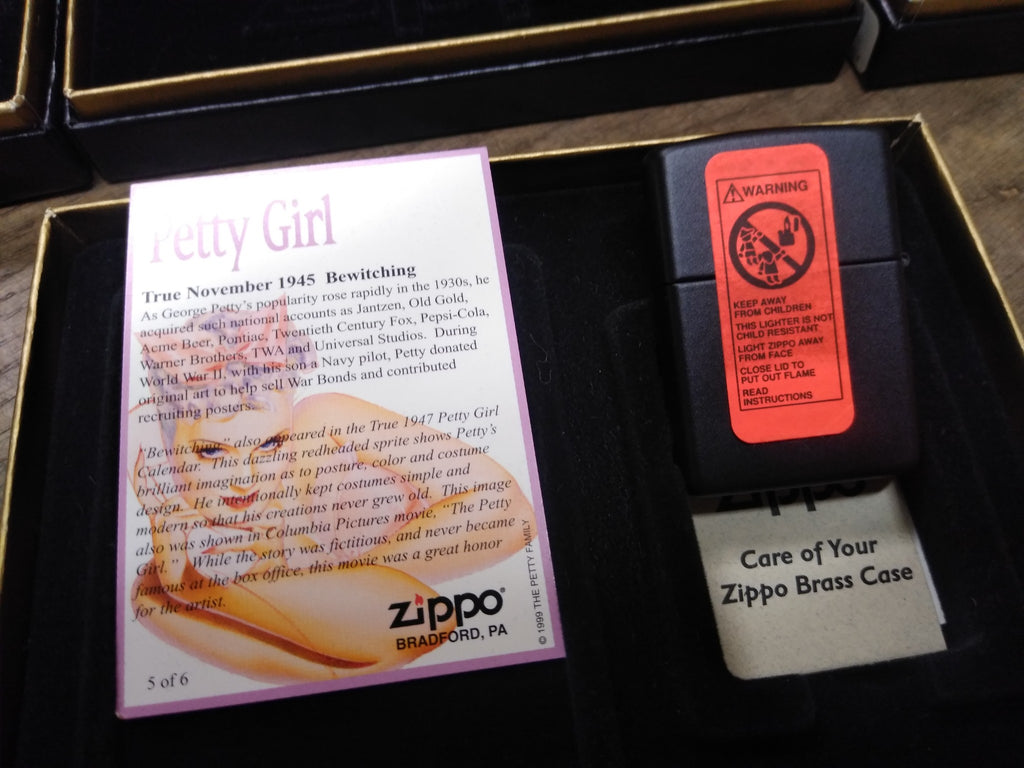 Petty Girl
True November 1945 Bewitching
As George Petty's popularity rose rapidly in the 1930s, he
acquired such national accounts as Jantzen, Old Gold,
Acme Beer, Pontiac, Twentieth Century Fox, Pepsi-Cola,
Warner Brothers, TWA and Universal Studios. During
World War II, with his son a Navy pilot, Petty donated
original art to help sell War Bonds and contributed
recruiting posters.
"Bewitching" also appeared in the True 1947 Petty Girl
Calendar. This dazzling redheaded sprite shows Petty's
brilliant imagination as to posture, color and costume
design. He intentionally kept costumes simple and
modern so that his creations never grew old. This image
also was shown in Columbia Pictures movie, "The Petty
Girl." While the story was fictitious, and never became
famous at the box office, this movie was a great honor
for the artist.
zippo®
BRADFORD, PA
5 of 6
© 1999 THE PETTY FAMILY
WARNING
KEEP AWAY
FROM CHILDREN
THIS LIGHTER IS NOT
CHILD RESISTANT
LIGHT ZIPPO AWAY
FROM FACE
CLOSE LID TO
PUT OUT FLAME
READ
INSTRUCTIONS
Zippo
Care of Your
Zippo Brass Case